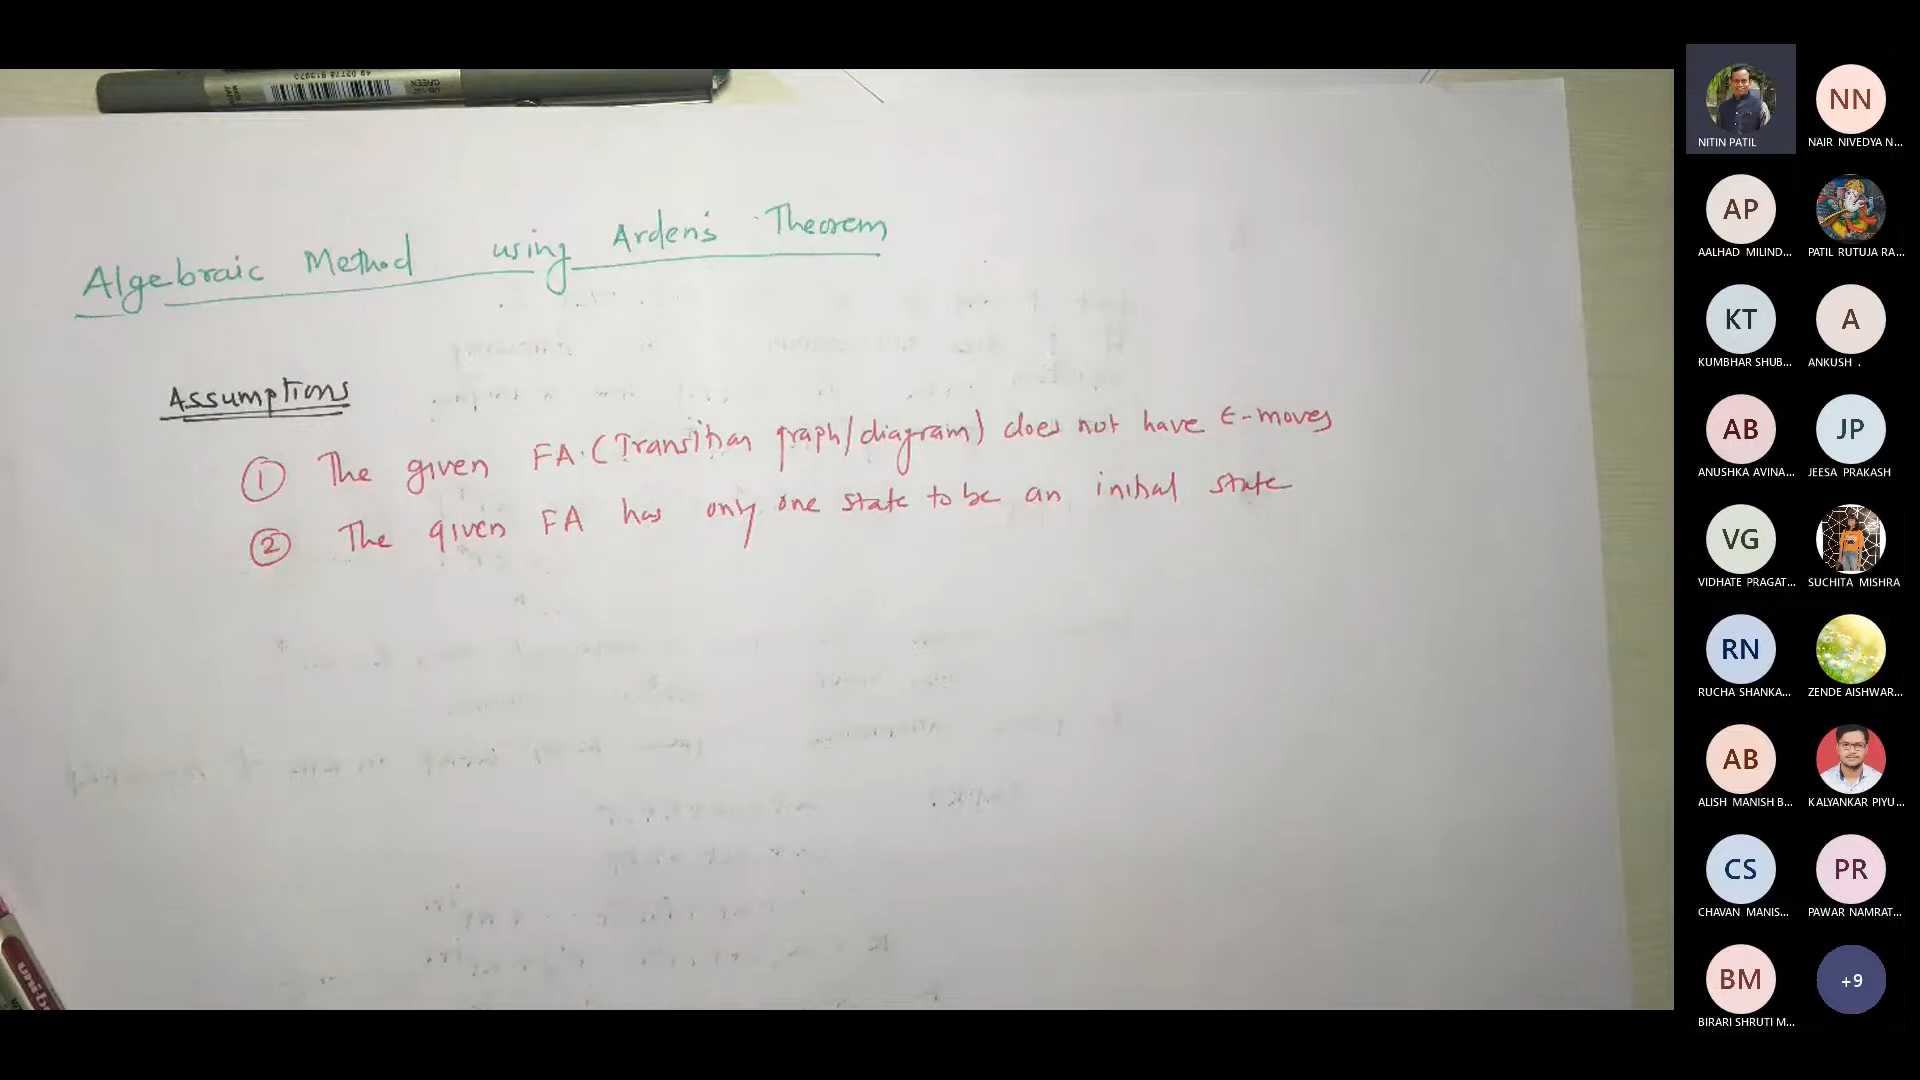 Algebraic Method using Arden's Theorem
Assumptions
① The given FA (Transition graph/diagram) does not have ε-moves
② The given FA has only one state to be an initial state
uni
NITIN PATIL
NN
NAIR NIVEDYA N...
AP
AALHAD MILIND...
PATIL RUTUJA RA...
KT
KUMBHAR SHUB...
A
ANKUSH .
AB
ANUSHKA AVINA...
JP
JEESA PRAKASH
VG
VIDHATE PRAGAT...
SUCHITA MISHRA
RN
RUCHA SHANKA...
ZENDE AISHWAR...
AB
ALISH MANISH B...
KALYANKAR PIYU...
CS
CHAVAN MANIS...
PR
PAWAR NAMRAT...
BM
BIRARI SHRUTI M...
+9